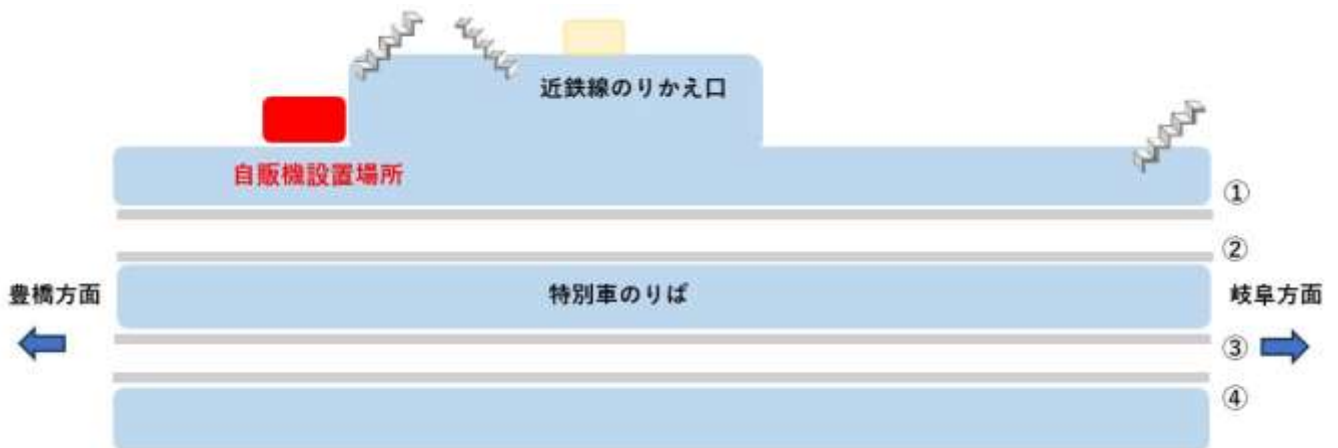 近鉄線のりかえ口
自販機設置場所
①
②
豊橋方面
特別車のりば
岐阜方面
③
④